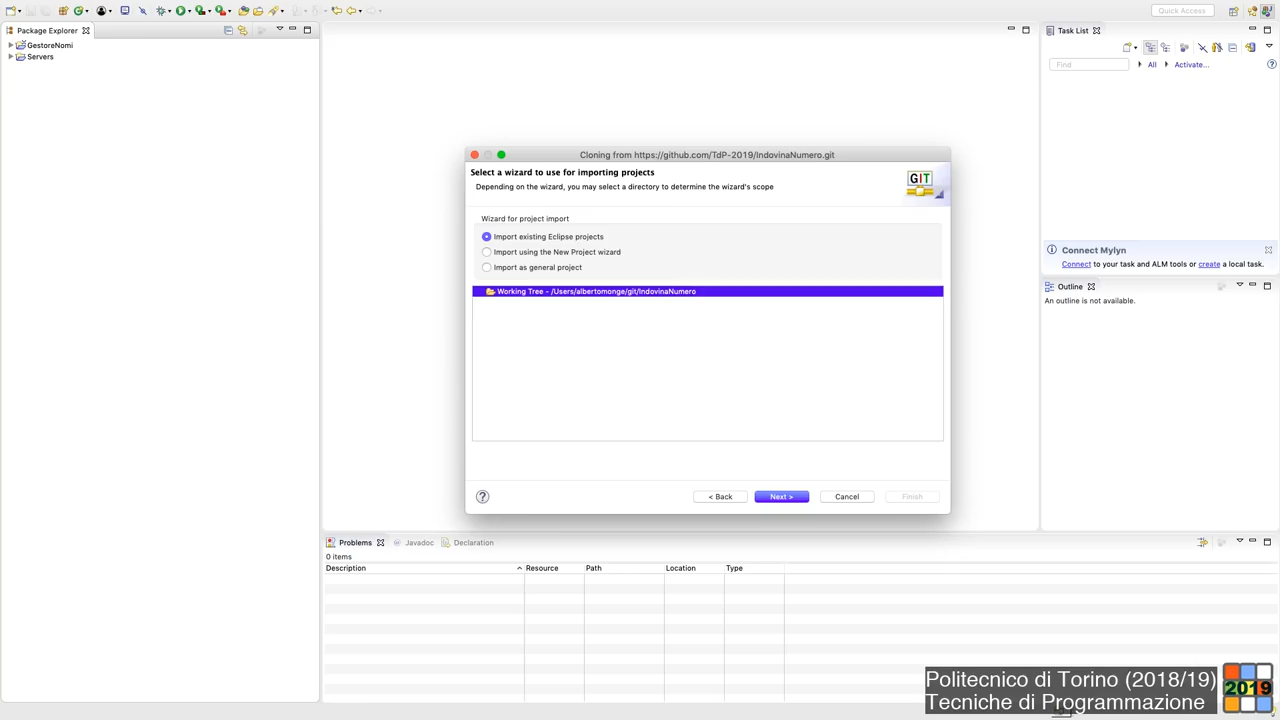 Quick Access
Package Explorer
GestoreNomi
Servers
Task List
Find
All
Activate...
Cloning from https://github.com/TdP-2019/IndovinaNumero.git
Select a wizard to use for importing projects
Depending on the wizard, you may select a directory to determine the wizard's scope
GIT
Wizard for project import
Import existing Eclipse projects
Import using the New Project wizard
Import as general project
Working Tree - /Users/albertomonge/git/IndovinaNumero
< Back
Next >
Cancel
Finish
Connect Mylyn
Connect to your task and ALM tools or create a local task.
Outline
An outline is not available.
Problems
Javadoc
Declaration
0 items
Description
Resource
Path
Location
Type
Politecnico di Torino (2018/19)
Tecniche di Programmazione
2019